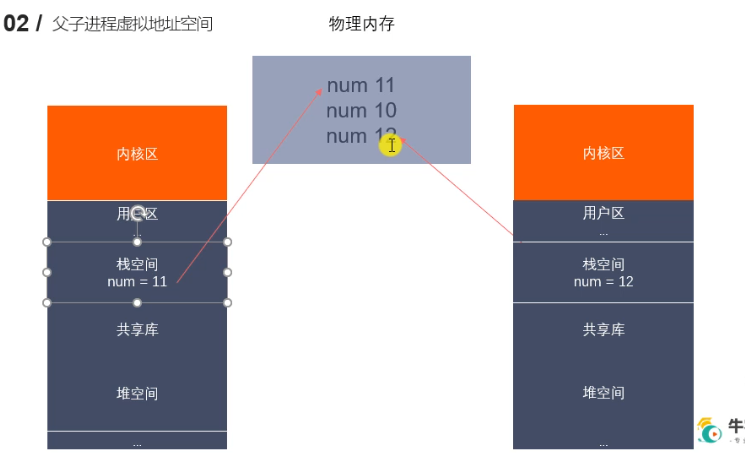 02 / 父子进程虚拟地址空间
物理内存
num 11
num 10
num 12
内核区
用户区
...
栈空间
num = 11
共享库
堆空间
...
内核区
用户区
...
栈空间
num = 12
共享库
堆空间
...
牛